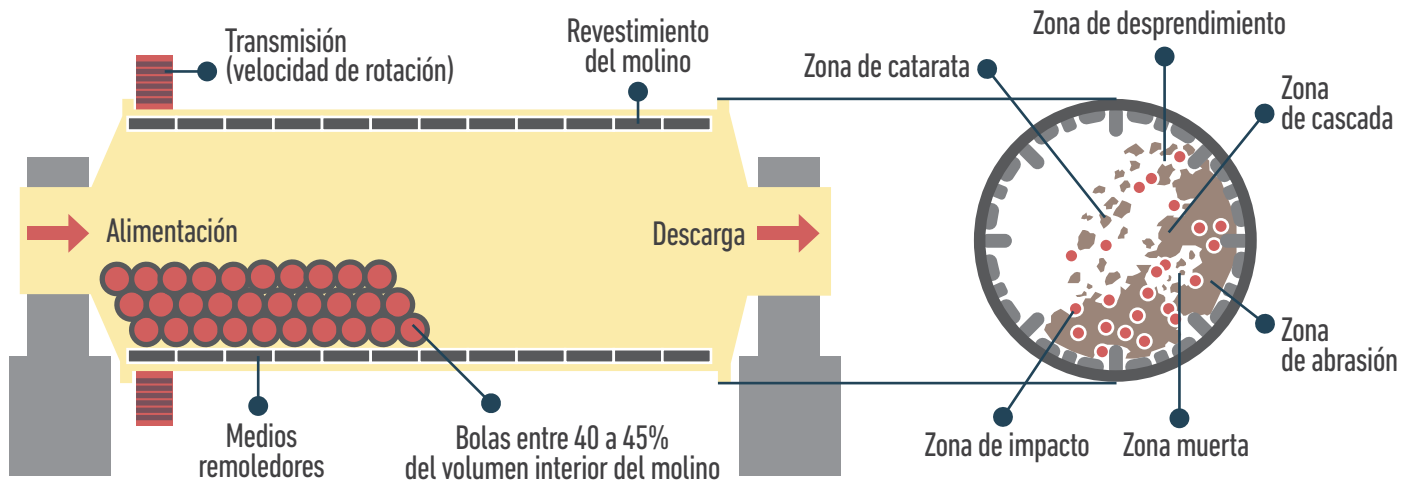 Transmisión
(velocidad de rotación)
Revestimiento
del molino
Alimentación
Descarga
Medios
remoledores
Bolas entre 40 a 45%
del volumen interior del molino
Zona de desprendimiento
Zona de catarata
Zona
de cascada
Zona
de abrasión
Zona de impacto
Zona muerta